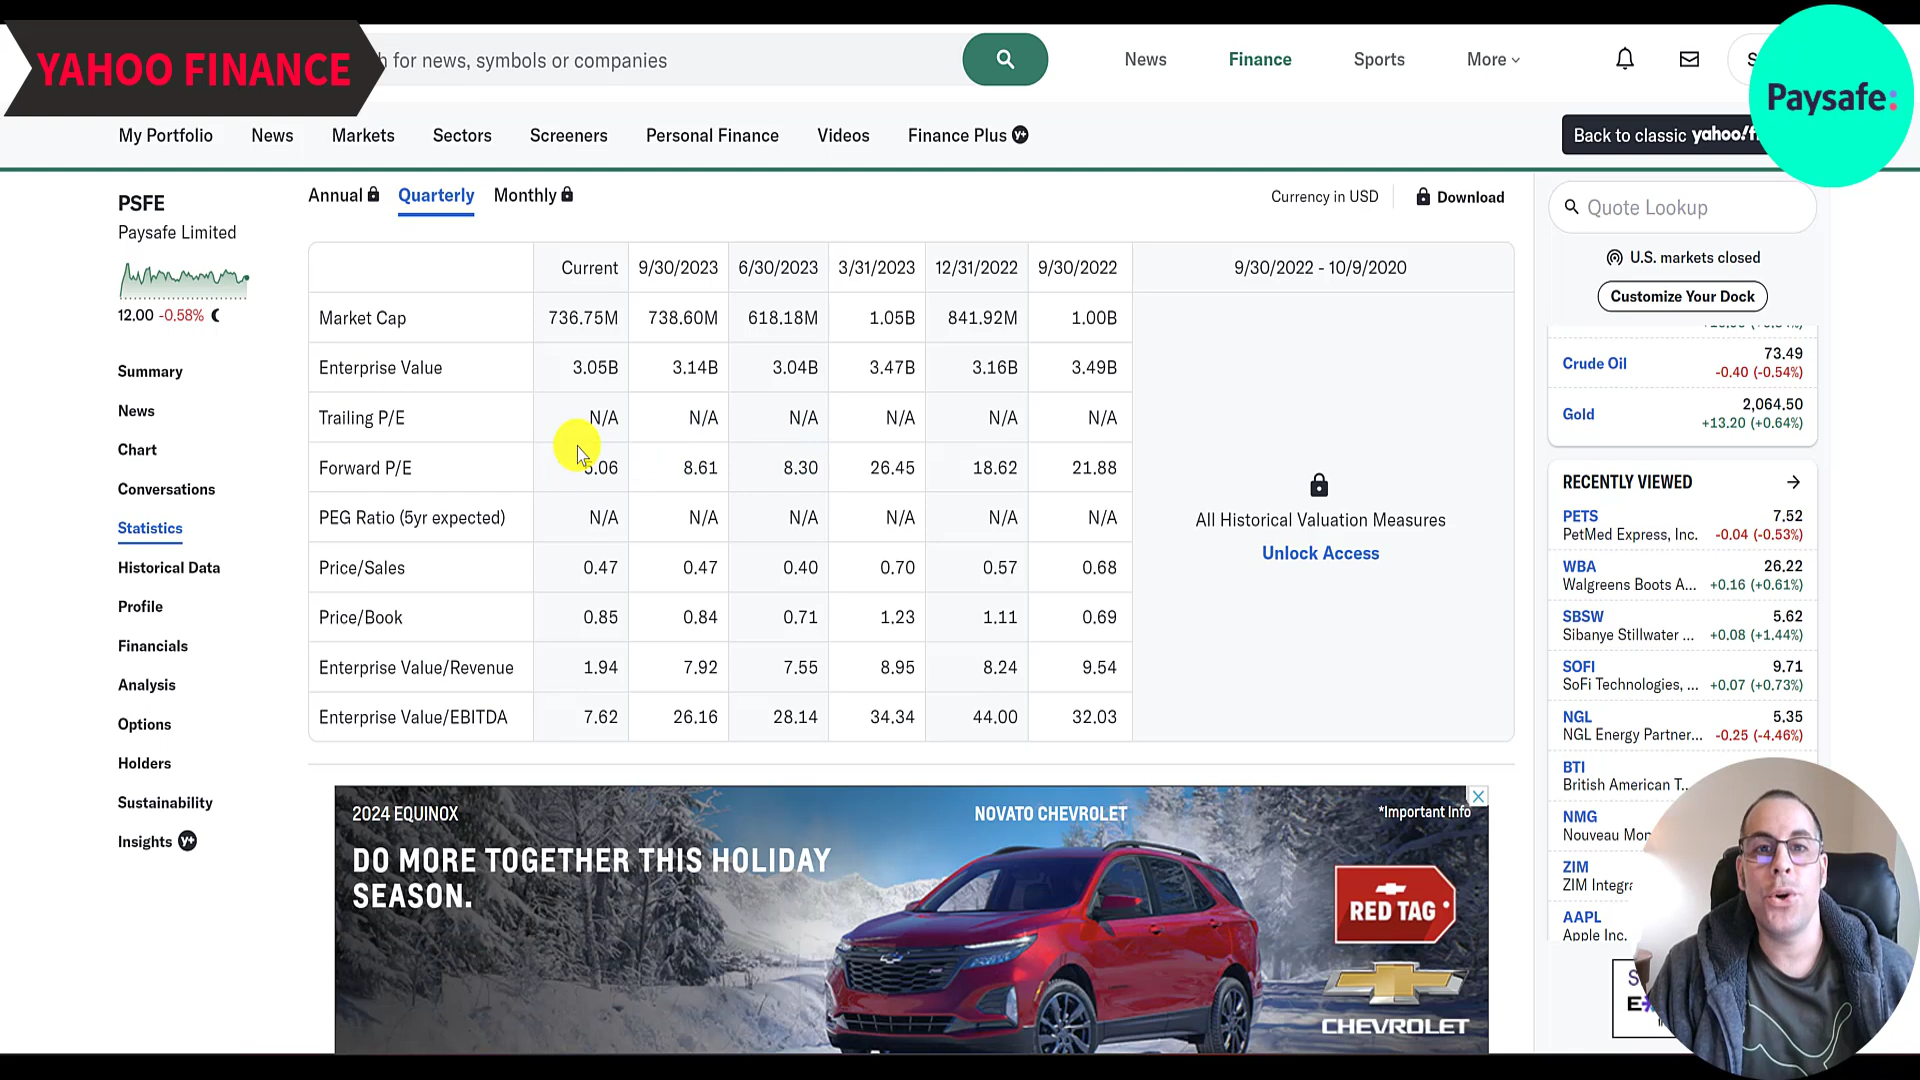 YAHOO FINANCE
for news, symbols or companies
News
Finance
Sports
More
Paysafe:
My Portfolio
News
Markets
Sectors
Screeners
Personal Finance
Videos
Finance Plus Y+
Back to classic
PSFE
Paysafe Limited
12.00 -0.58%
Summary
News
Chart
Conversations
Statistics
Historical Data
Profile
Financials
Analysis
Options
Holders
Sustainability
Insights Y+
Annual
Quarterly
Monthly
Currency in USD
Download
Current 9/30/2023 6/30/2023 3/31/2023 12/31/2022 9/30/2022 9/30/2022 - 10/9/2020
Market Cap 736.75M 738.60M 618.18M 1.05B 841.92M 1.00B
Enterprise Value 3.05B 3.14B 3.04B 3.47B 3.16B 3.49B
Trailing P/E N/A N/A N/A N/A N/A N/A
Forward P/E 5.06 8.61 8.30 26.45 18.62 21.88
PEG Ratio (5yr expected) N/A N/A N/A N/A N/A N/A
Price/Sales 0.47 0.47 0.40 0.70 0.57 0.68
Price/Book 0.85 0.84 0.71 1.23 1.11 0.69
Enterprise Value/Revenue 1.94 7.92 7.55 8.95 8.24 9.54
Enterprise Value/EBITDA 7.62 26.16 28.14 34.34 44.00 32.03
All Historical Valuation Measures
Unlock Access
2024 EQUINOX
NOVATO CHEVROLET
*Important Info
DO MORE TOGETHER THIS HOLIDAY
SEASON.
RED TAG
CHEVROLET
Quote Lookup
U.S. markets closed
Customize Your Dock
Crude Oil 73.49
-0.40 (-0.54%)
Gold 2,064.50
+13.20 (+0.64%)
RECENTLY VIEWED
PETS 7.52
PetMed Express, Inc. -0.04 (-0.53%)
WBA 26.22
Walgreens Boots A... +0.16 (+0.61%)
SBSW 5.62
Sibanye Stillwater ... +0.08 (+1.44%)
SOFI 9.71
SoFi Technologies, ... +0.07 (+0.73%)
NGL 5.35
NGL Energy Partner... -0.25 (-4.46%)
BTI
British American T...
NMG
Nouveau
ZIM
ZIM
AAPL
Apple Inc.